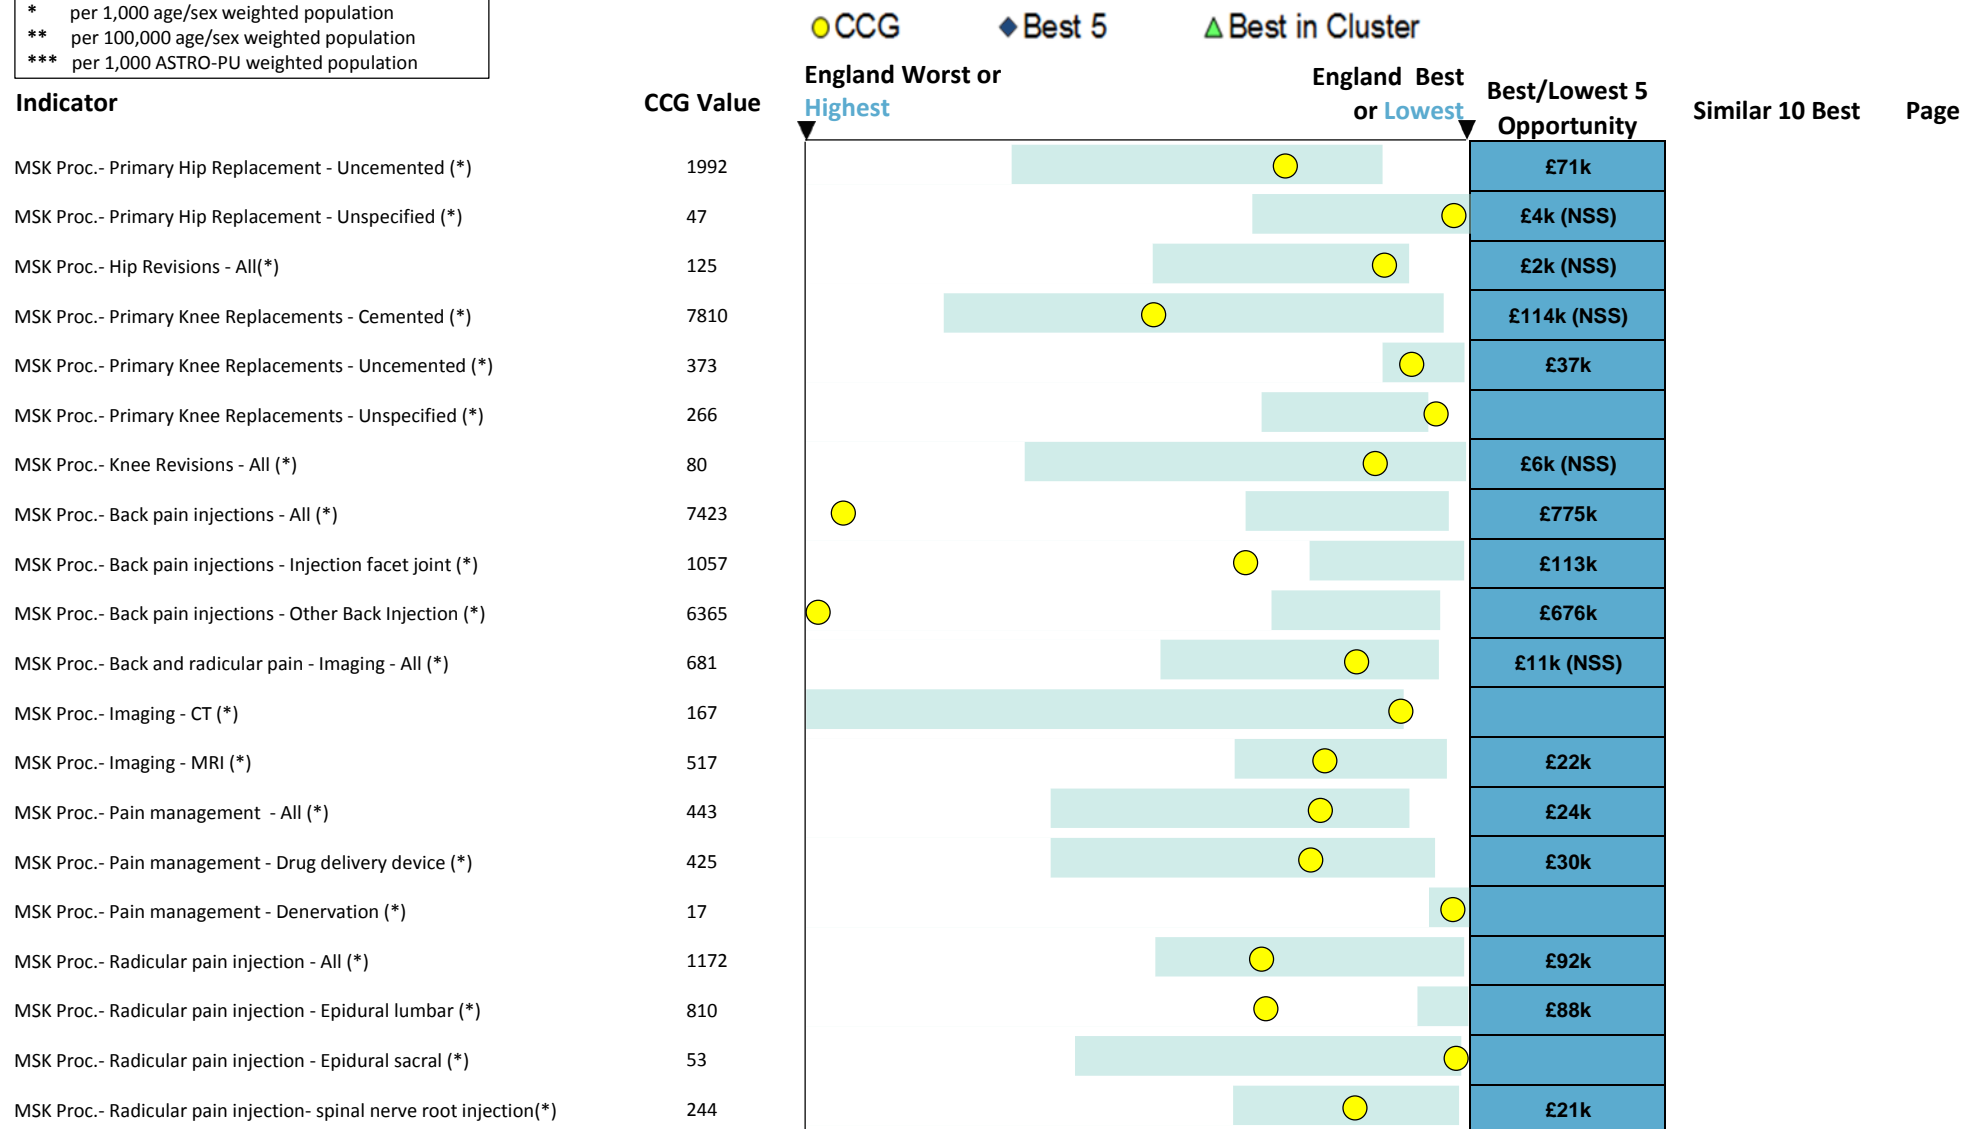 * per 1,000 age/sex weighted population
** per 100,000 age/sex weighted population
*** per 1,000 ASTRO-PU weighted population
CCG Best 5 Best in Cluster
Indicator CCG Value England Worst or Highest England Best or Lowest Best/Lowest 5 Opportunity Similar 10 Best Page
MSK Proc.- Primary Hip Replacement - Uncemented (*) 1992 £71k
MSK Proc.- Primary Hip Replacement - Unspecified (*) 47 £4k (NSS)
MSK Proc.- Hip Revisions - All(*) 125 £2k (NSS)
MSK Proc.- Primary Knee Replacements - Cemented (*) 7810 £114k (NSS)
MSK Proc.- Primary Knee Replacements - Uncemented (*) 373 £37k
MSK Proc.- Primary Knee Replacements - Unspecified (*) 266
MSK Proc.- Knee Revisions - All (*) 80 £6k (NSS)
MSK Proc.- Back pain injections - All (*) 7423 £775k
MSK Proc.- Back pain injections - Injection facet joint (*) 1057 £113k
MSK Proc.- Back pain injections - Other Back Injection (*) 6365 £676k
MSK Proc.- Back and radicular pain - Imaging - All (*) 681 £11k (NSS)
MSK Proc.- Imaging - CT (*) 167
MSK Proc.- Imaging - MRI (*) 517 £22k
MSK Proc.- Pain management  - All (*) 443 £24k
MSK Proc.- Pain management - Drug delivery device (*) 425 £30k
MSK Proc.- Pain management - Denervation (*) 17
MSK Proc.- Radicular pain injection - All (*) 1172 £92k
MSK Proc.- Radicular pain injection - Epidural lumbar (*) 810 £88k
MSK Proc.- Radicular pain injection - Epidural sacral (*) 53
MSK Proc.- Radicular pain injection- spinal nerve root injection(*) 244 £21k